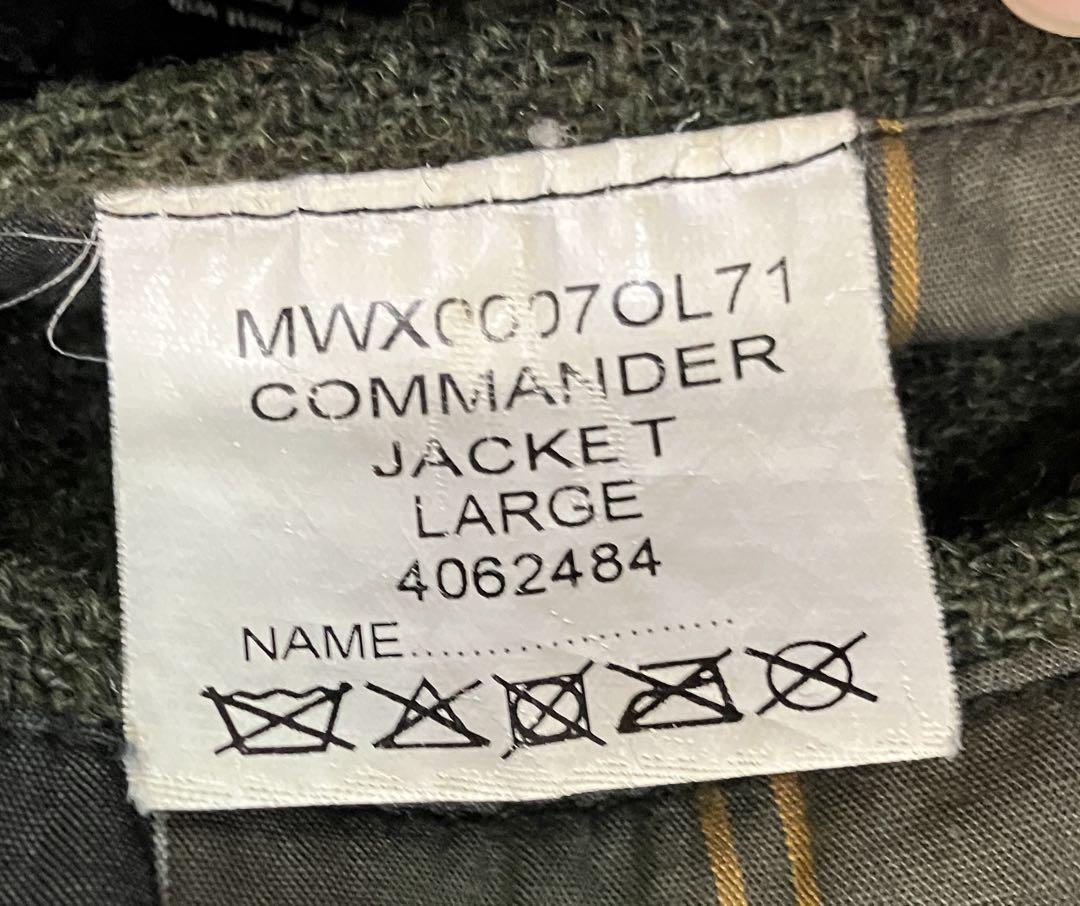 MWX0007OL71
COMMANDER
JACKET
LARGE
4062484
NAME.......................